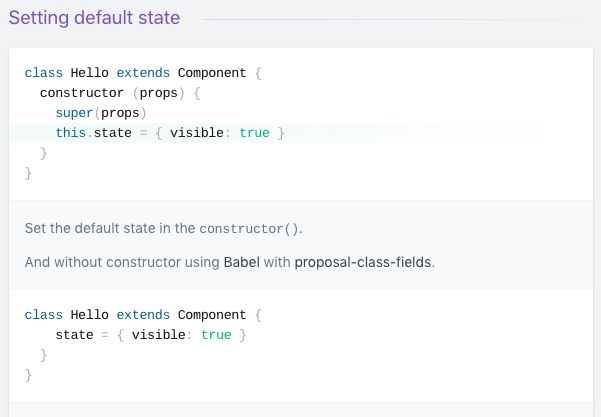 Setting default state
class Hello extends Component {
  constructor (props) {
    super(props)
    this.state = { visible: true }
  }
}
Set the default state in the constructor().
And without constructor using Babel with proposal-class-fields.
class Hello extends Component {
    state = { visible: true }
  }
}